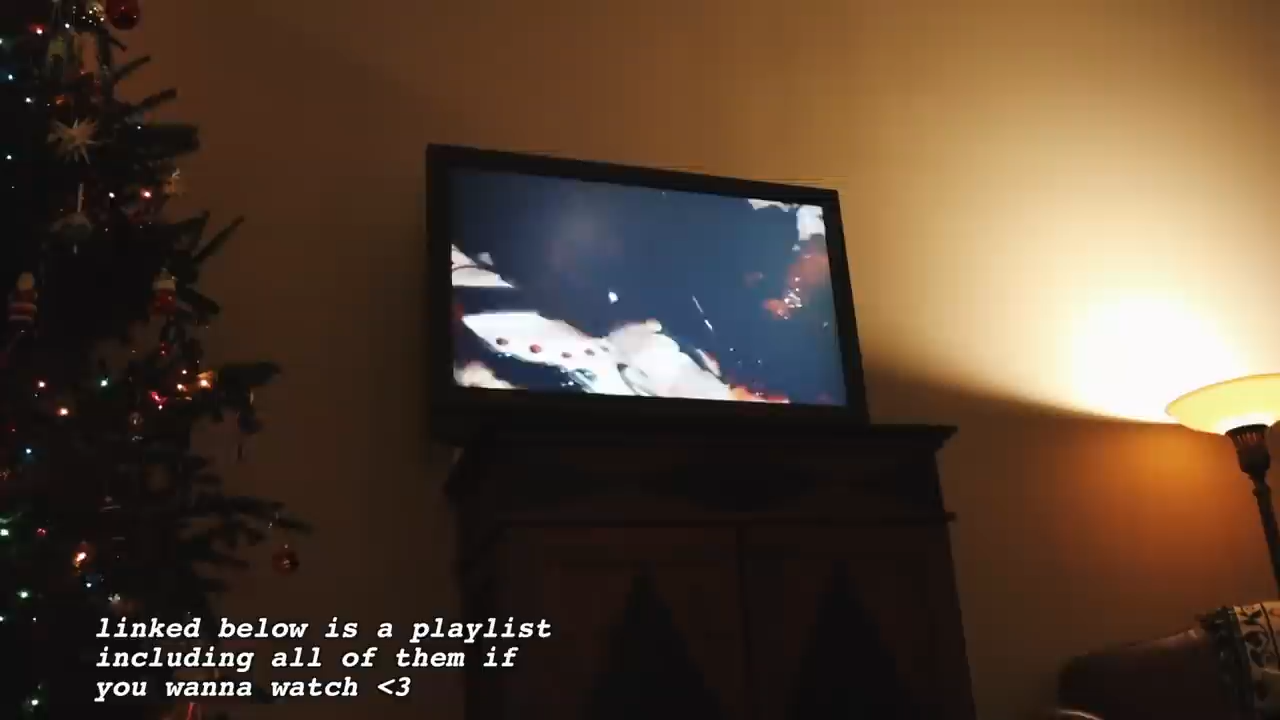 linked below is a playlist
including all of them if
you wanna watch <3